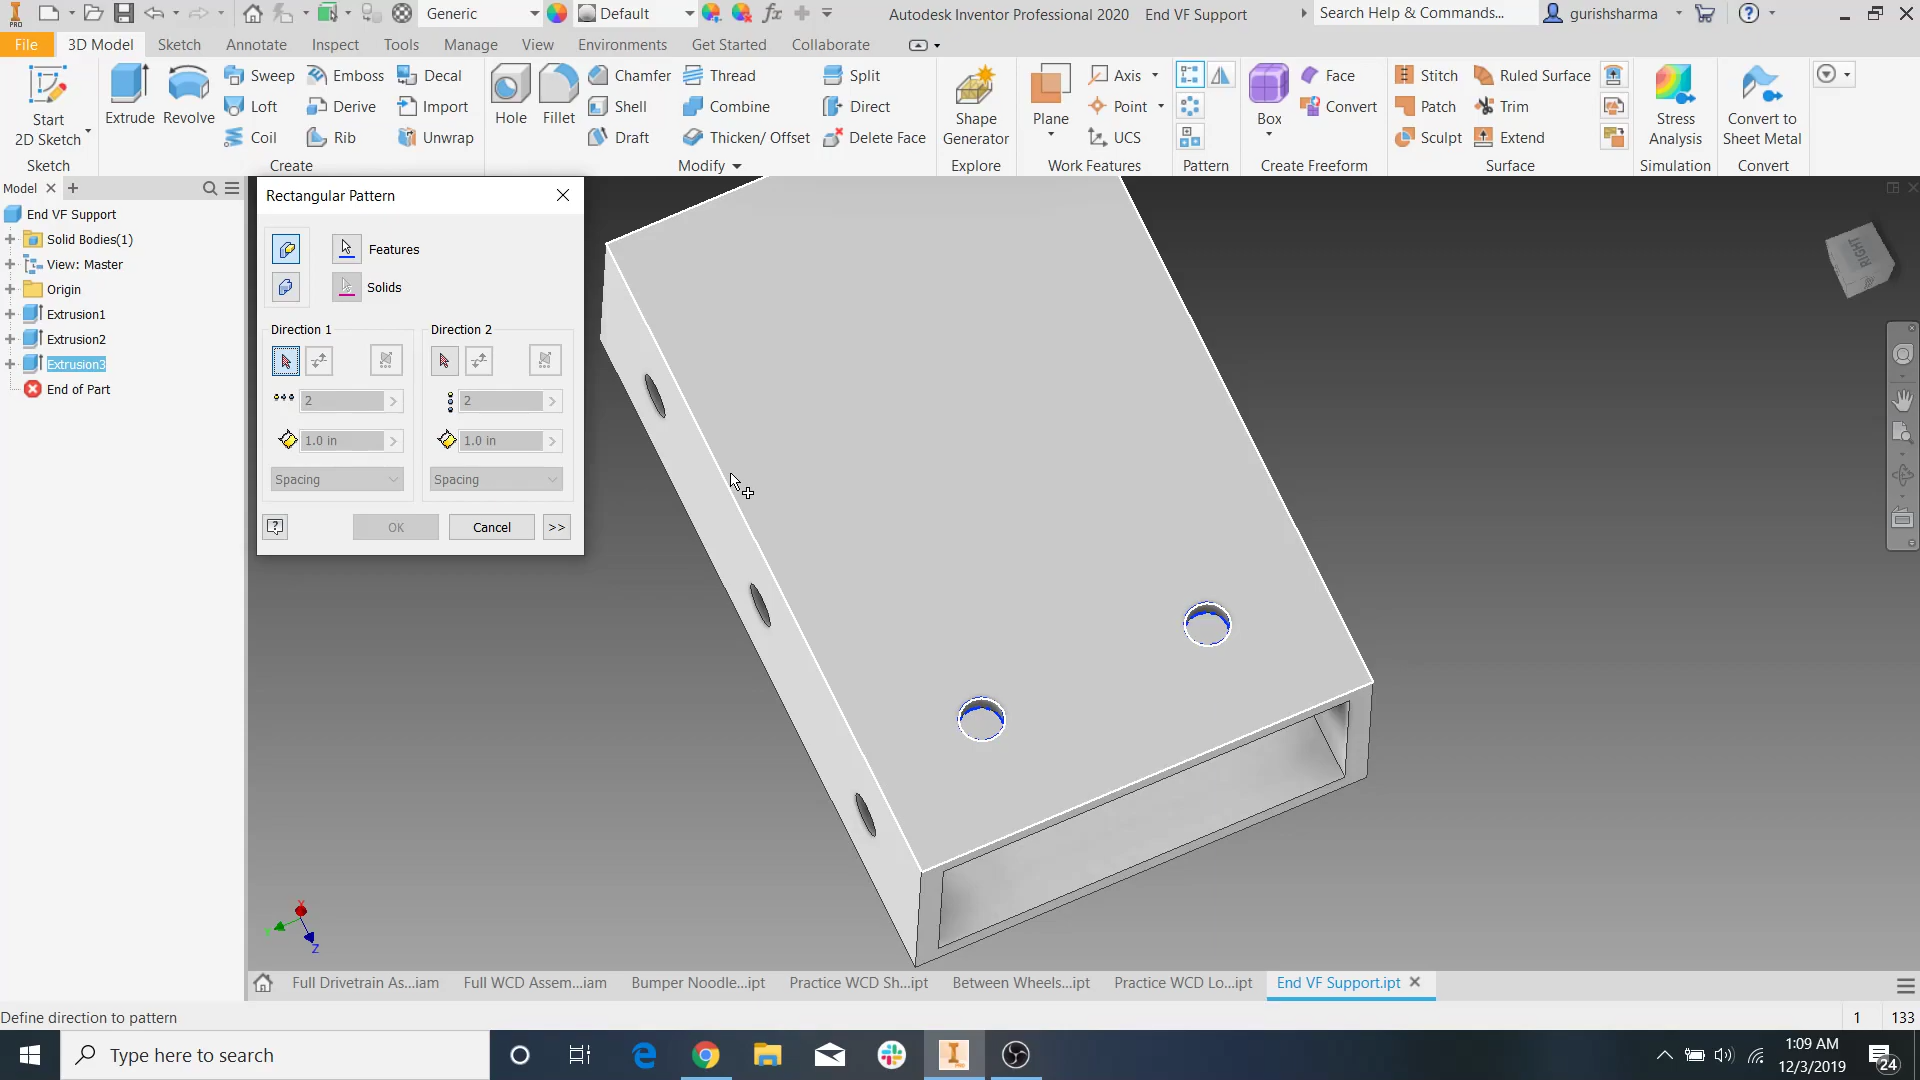 PRO
Generic
Default
Autodesk Inventor Professional 2020 End VF Support
Search Help & Commands...
gurishsharma
File
3D Model
Sketch
Annotate
Inspect
Tools
Manage
View
Environments
Get Started
Collaborate
Start
2D Sketch
Sketch
Extrude
Revolve
Sweep
Loft
Coil
Emboss
Derive
Rib
Decal
Import
Unwrap
Create
Hole
Fillet
Chamfer
Shell
Draft
Thread
Combine
Thicken/ Offset
Split
Direct
Delete Face
Modify
Shape
Generator
Explore
Plane
Axis
Point
UCS
Work Features
Pattern
Box
Face
Convert
Create Freeform
Stitch
Patch
Sculpt
Ruled Surface
Trim
Extend
Surface
Stress
Analysis
Simulation
Convert to
Sheet Metal
Convert
Model
End VF Support
Solid Bodies(1)
View: Master
Origin
Extrusion1
Extrusion2
Extrusion3
End of Part
Rectangular Pattern
Features
Solids
Direction 1
Direction 2
2
2
1.0 in
1.0 in
Spacing
Spacing
OK
Cancel
>>
RIGHT
X
Z
Full Drivetrain As...iam
Full WCD Assem...iam
Bumper Noodle...ipt
Practice WCD Sh...ipt
Between Wheels...ipt
Practice WCD Lo...ipt
End VF Support.ipt
Define direction to pattern
1
133
Type here to search
1:09 AM
12/3/2019
24